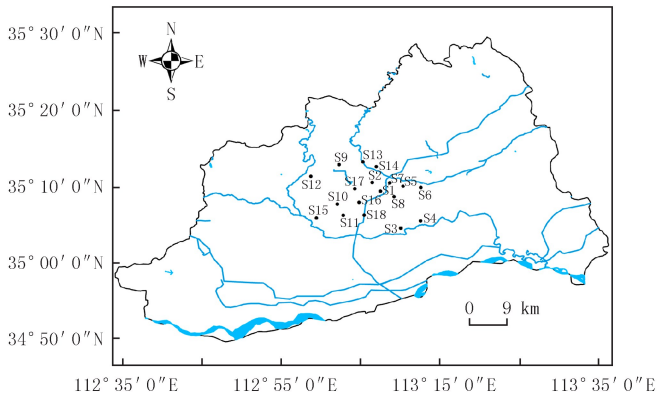 35° 30′ 0″N
N
W E
S
35° 20′ 0″N
S13
S9 S14
S2
S7 S5
S12 S17
35° 10′ 0″N
S1 S6
S10 S16 S8
S15 S11 S18 S4
S3
35° 00′ 0″N
0 9 km
34° 50′ 0″N
112° 35′ 0″E 112° 55′ 0″E 113° 15′ 0″E 113° 35′ 0″E